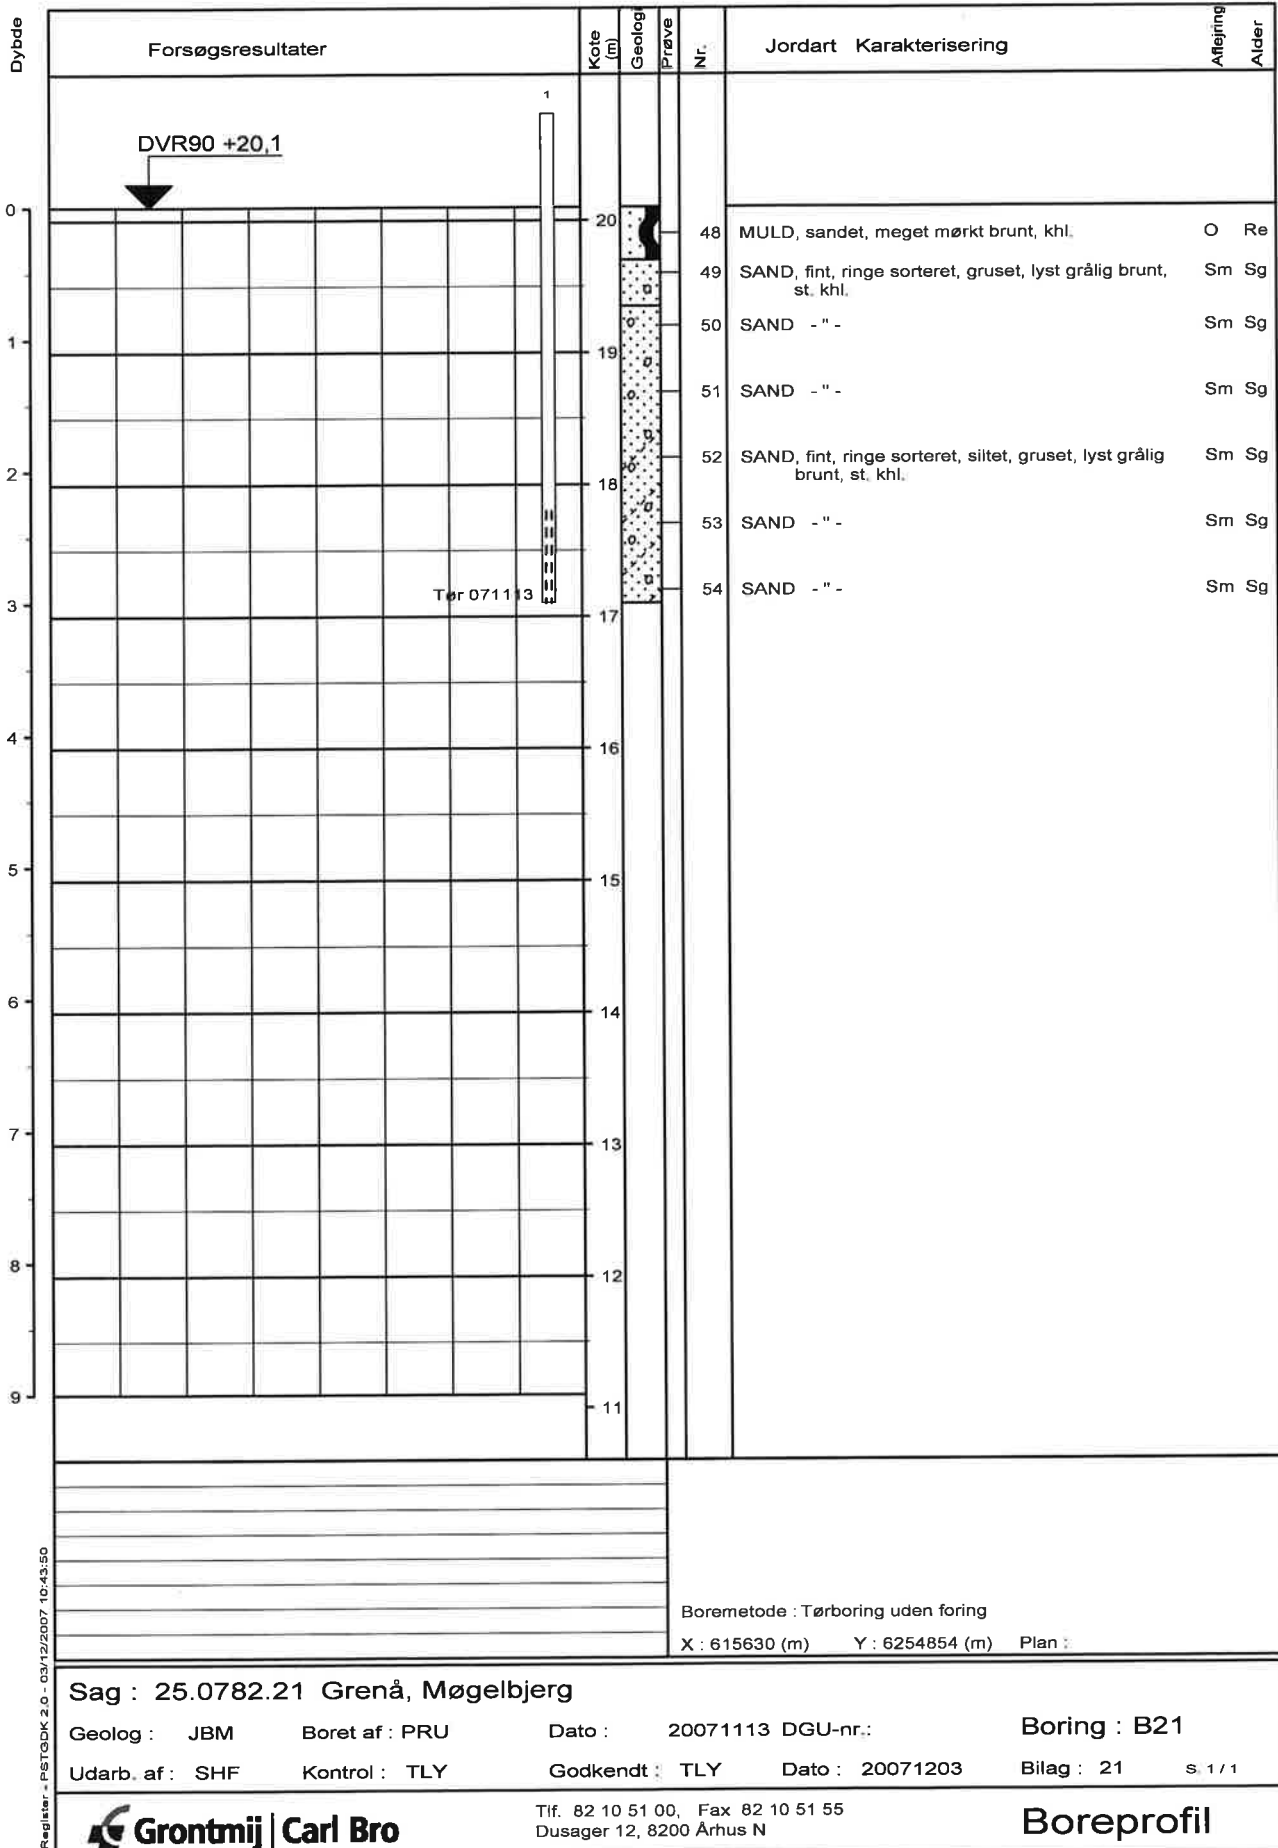 Dybde
Forsøgsresultater
Kote (m)
Geologi
Prøve
Nr.
Jordart Karakterisering
Aflejring
Alder
1
DVR90 +20,1
0
20
48 MULD, sandet, meget mørkt brunt, khl. O Re
49 SAND, fint, ringe sorteret, gruset, lyst grålig brunt, Sm Sg
st. khl.
50 SAND - " - Sm Sg
1
19
51 SAND - " - Sm Sg
52 SAND, fint, ringe sorteret, siltet, gruset, lyst grålig Sm Sg
brunt, st. khl.
2
18
53 SAND - " - Sm Sg
54 SAND - " - Sm Sg
Tør 071113
3
17
4
16
5
15
6
14
7
13
8
12
9
11
Boremetode : Tørboring uden foring
X : 615630 (m) Y : 6254854 (m) Plan :
Register - PSTGDK 2.0 - 03/12/2007 10:43:50
Sag : 25.0782.21 Grenå, Møgelbjerg
Geolog : JBM Boret af : PRU Dato : 20071113 DGU-nr.: Boring : B21
Udarb. af : SHF Kontrol : TLY Godkendt : TLY Dato : 20071203 Bilag : 21 S. 1 / 1
Grontmij | Carl Bro
Tlf. 82 10 51 00, Fax 82 10 51 55
Dusager 12, 8200 Århus N
Boreprofil